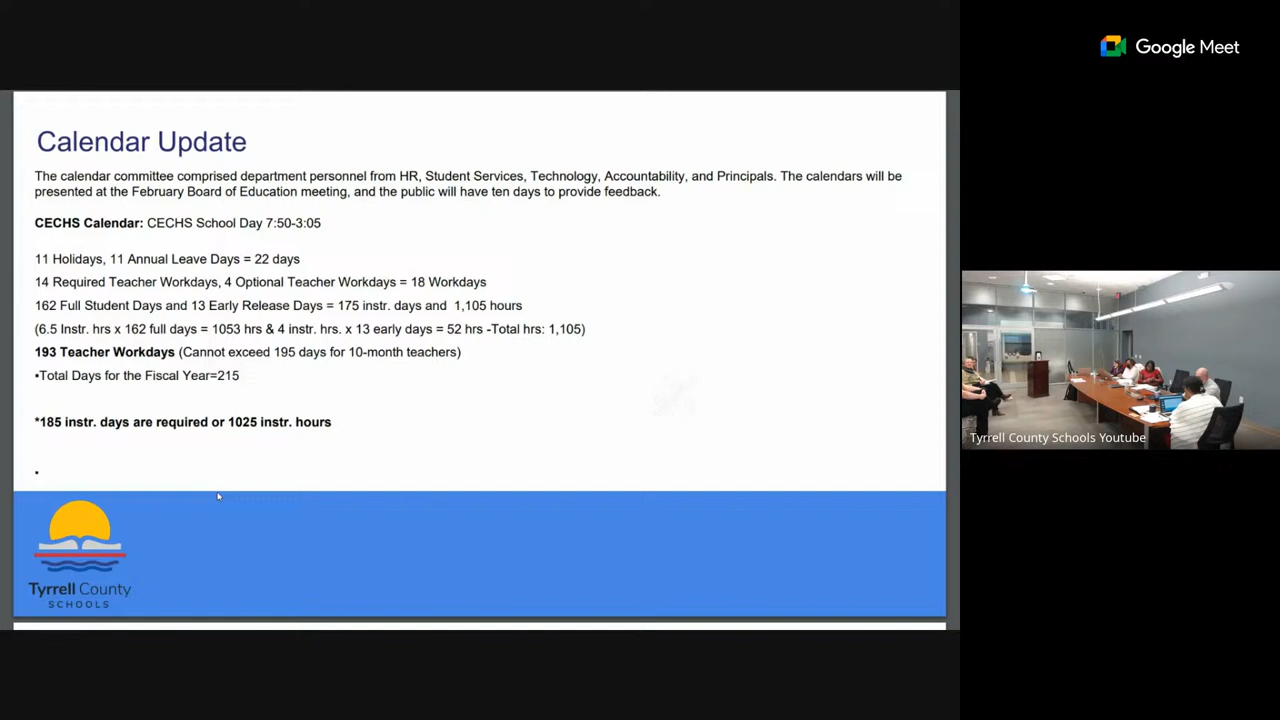 Google Meet
Calendar Update
The calendar committee comprised department personnel from HR, Student Services, Technology, Accountability, and Principals. The calendars will be
presented at the February Board of Education meeting, and the public will have ten days to provide feedback.
CECHS Calendar: CECHS School Day 7:50-3:05
11 Holidays, 11 Annual Leave Days = 22 days
14 Required Teacher Workdays, 4 Optional Teacher Workdays = 18 Workdays
162 Full Student Days and 13 Early Release Days = 175 instr. days and 1,105 hours
(6.5 Instr. hrs x 162 full days = 1053 hrs & 4 instr. hrs. x 13 early days = 52 hrs -Total hrs: 1,105)
193 Teacher Workdays (Cannot exceed 195 days for 10-month teachers)
•Total Days for the Fiscal Year=215
*185 instr. days are required or 1025 instr. hours
•
Tyrrell County
SCHOOLS
Tyrrell County Schools Youtube